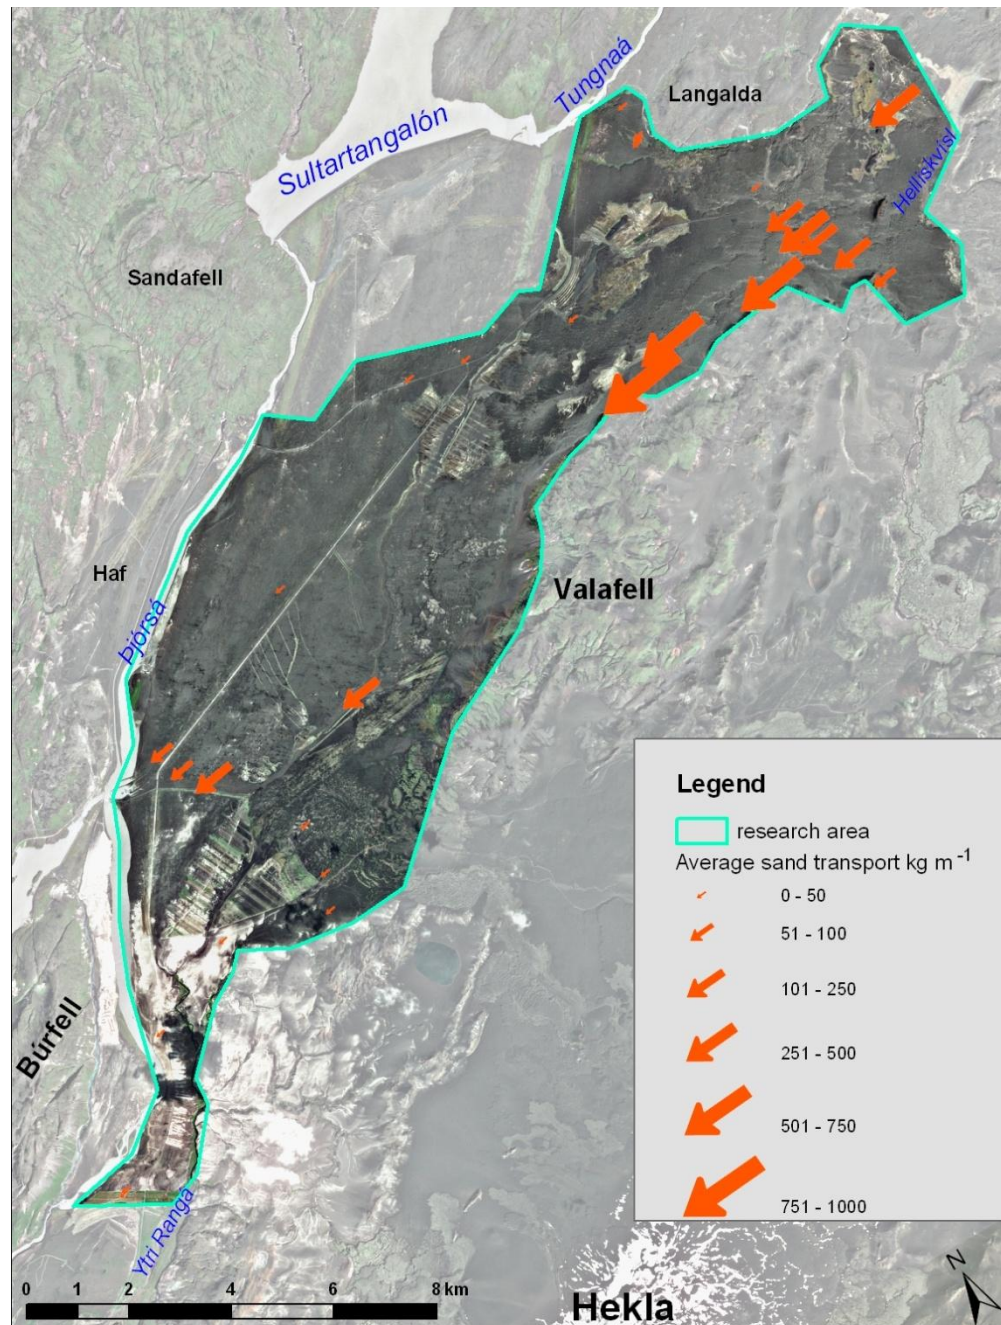 Tungnaá
Langalda
Sultartangalón
Helliskvísl
Sandafell
Haf
Þjórsá
Valafell
Búrfell
Ytri Rangá
Hekla
Legend
research area
Average sand transport kg m⁻¹
0 - 50
51 - 100
101 - 250
251 - 500
501 - 750
751 - 1000
0 1 2 4 6 8 km
N